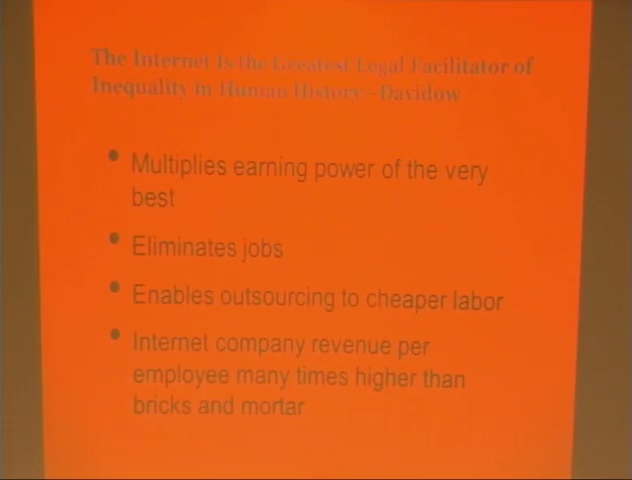 The Internet Is the Greatest Legal Facilitator of
Inequality in Human History--Davidow
• Multiplies earning power of the very
best
• Eliminates jobs
• Enables outsourcing to cheaper labor
• Internet company revenue per
employee many times higher than
bricks and mortar